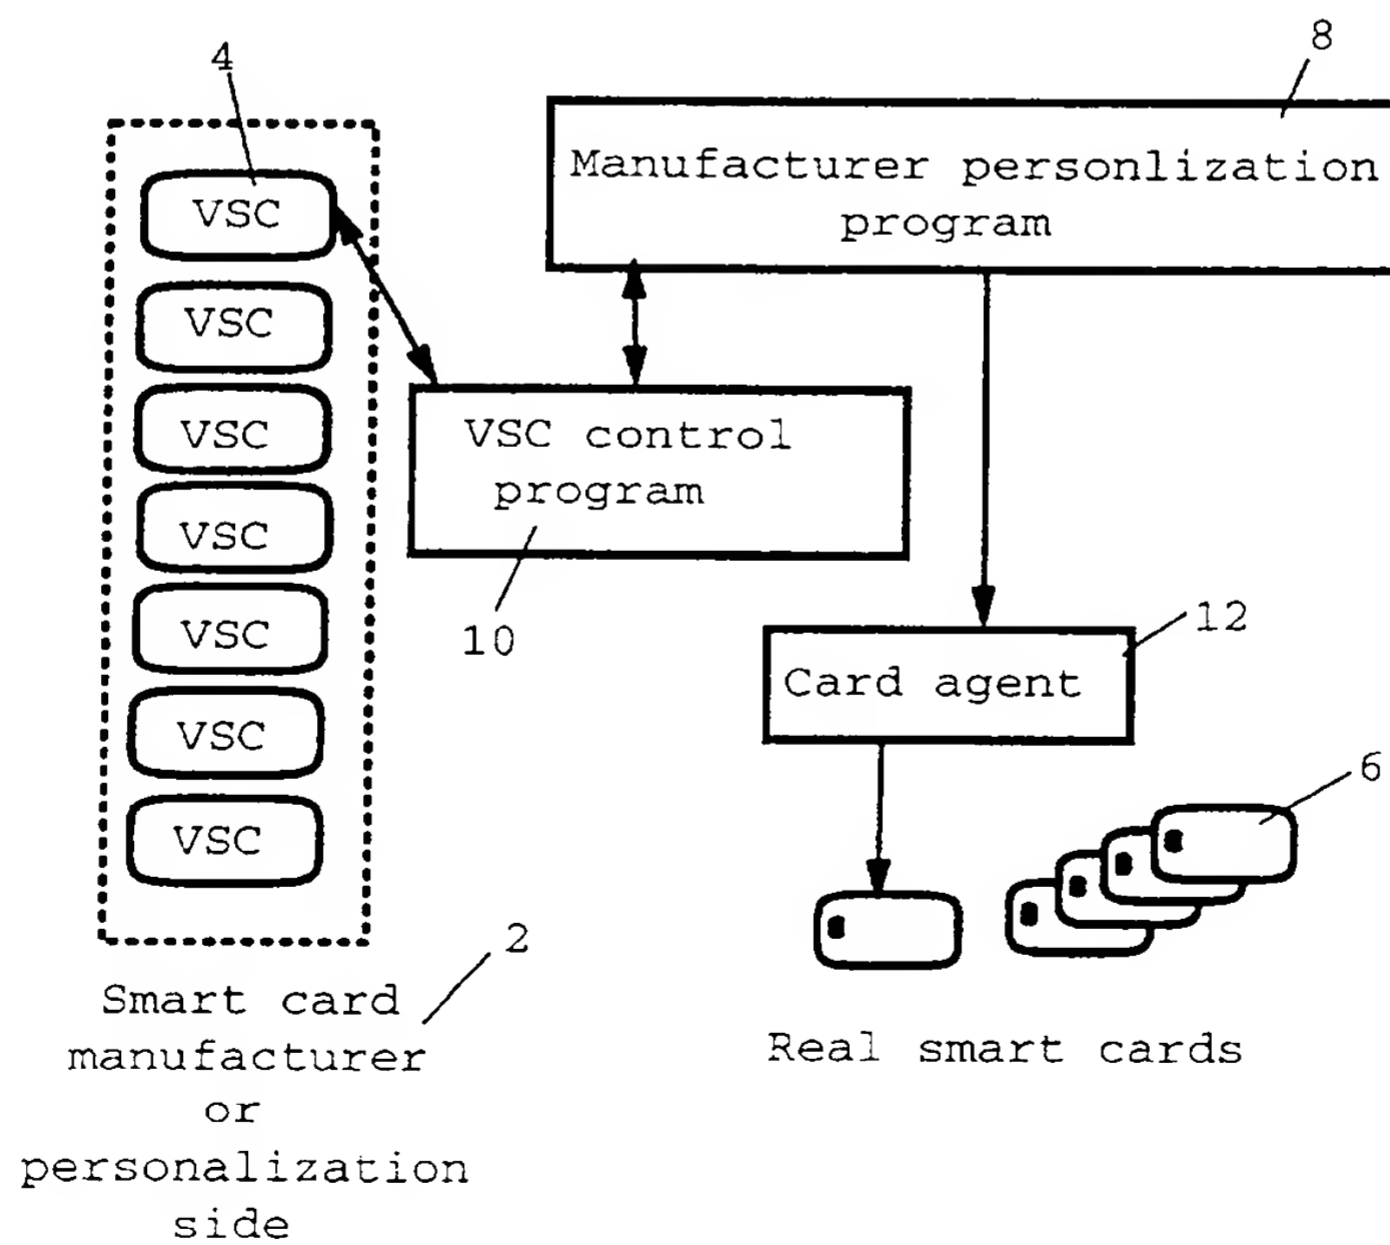 4
8
Manufacturer personlization
program
VSC
VSC
VSC
VSC
VSC
VSC
VSC
VSC control
program
10
12
Card agent
6
2
Smart card
manufacturer
or
personalization
side
Real smart cards